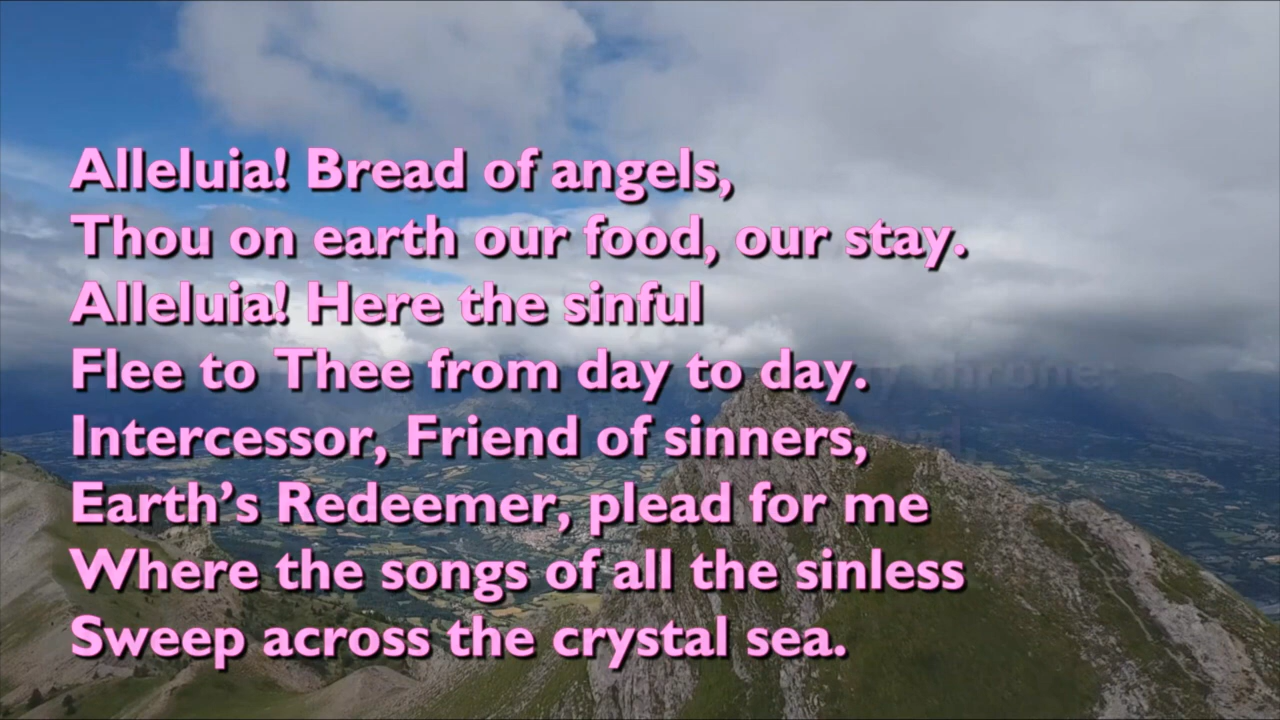 Alleluia! Bread of angels,
Thou on earth our food, our stay.
Alleluia! Here the sinful
Flee to Thee from day to day.
Intercessor, Friend of sinners,
Earth’s Redeemer, plead for me
Where the songs of all the sinless
Sweep across the crystal sea.
throne;